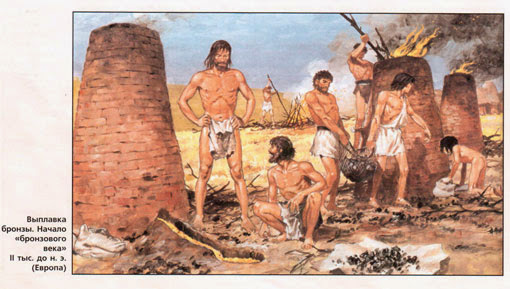 Выплавка
бронзы. Начало
«бронзового
века»
II тыс. до н. э.
(Европа)